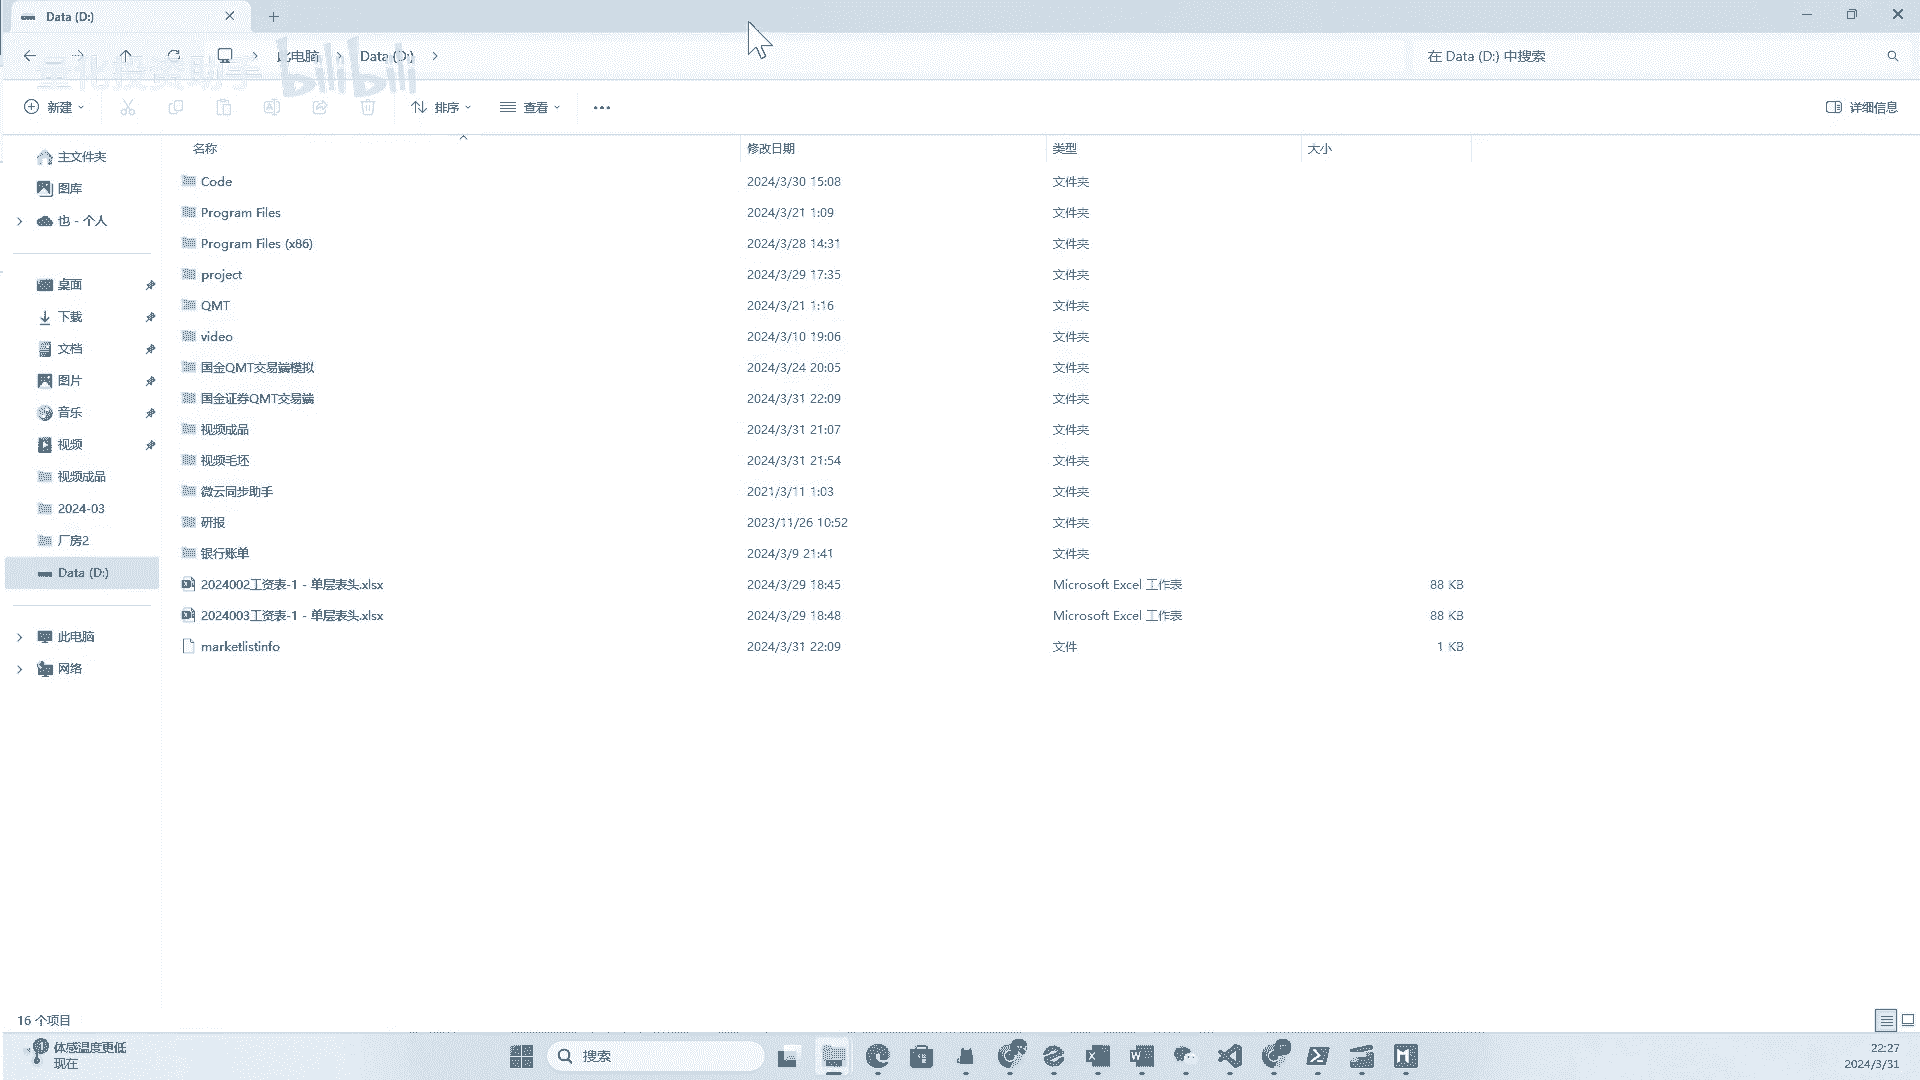 Data (D:)
此电脑 > Data (D:) >
在 Data (D:) 中搜索
量化投资助手 bilibili
新建
排序
查看
详细信息
名称 修改日期 类型 大小
主文件夹
图库
也 - 个人
桌面
下载
文档
图片
音乐
视频
视频成品
2024-03
厂房2
Data (D:)
此电脑
网络
Code 2024/3/30 15:08 文件夹
Program Files 2024/3/21 1:09 文件夹
Program Files (x86) 2024/3/28 14:31 文件夹
project 2024/3/29 17:35 文件夹
QMT 2024/3/21 1:16 文件夹
video 2024/3/10 19:06 文件夹
国金QMT交易端模拟 2024/3/24 20:05 文件夹
国金证券QMT交易端 2024/3/31 22:09 文件夹
视频成品 2024/3/31 21:07 文件夹
视频毛坯 2024/3/31 21:54 文件夹
微云同步助手 2021/3/11 1:03 文件夹
研报 2023/11/26 10:52 文件夹
银行账单 2024/3/9 21:41 文件夹
2024002工资表-1 - 单层表头.xlsx 2024/3/29 18:45 Microsoft Excel 工作表 88 KB
2024003工资表-1 - 单层表头.xlsx 2024/3/29 18:48 Microsoft Excel 工作表 88 KB
marketlistinfo 2024/3/31 22:09 文件 1 KB
16 个项目
体感温度更低
现在
搜索
22:27
2024/3/31